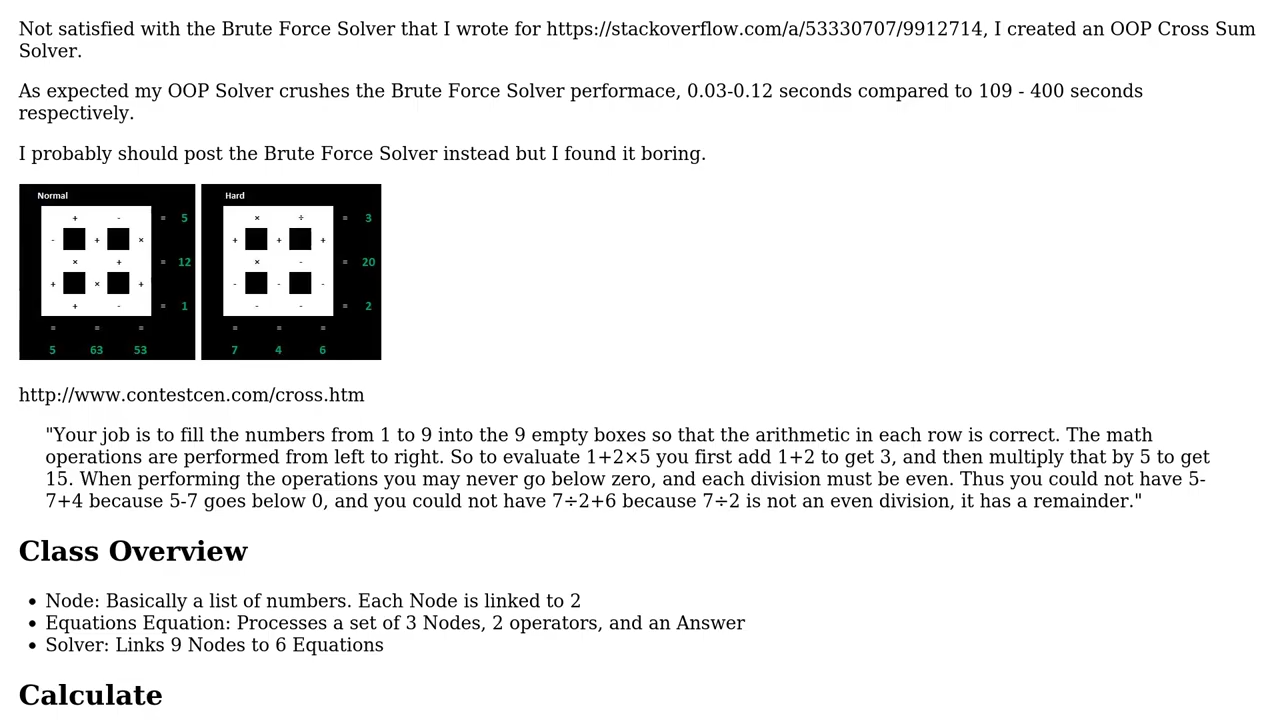 Not satisfied with the Brute Force Solver that I wrote for https://stackoverflow.com/a/53330707/9912714, I created an OOP Cross Sum
Solver.
As expected my OOP Solver crushes the Brute Force Solver performace, 0.03-0.12 seconds compared to 109 - 400 seconds
respectively.
I probably should post the Brute Force Solver instead but I found it boring.
Normal
+ - = 5
- + ×
× + = 12
+ × +
+ - = 1
= = =
5 63 53
Hard
× ÷ = 3
+ + +
× - = 20
- - -
- - = 2
= = =
7 4 6
http://www.contestcen.com/cross.htm
"Your job is to fill the numbers from 1 to 9 into the 9 empty boxes so that the arithmetic in each row is correct. The math
operations are performed from left to right. So to evaluate 1+2×5 you first add 1+2 to get 3, and then multiply that by 5 to get
15. When performing the operations you may never go below zero, and each division must be even. Thus you could not have 5-
7+4 because 5-7 goes below 0, and you could not have 7÷2+6 because 7÷2 is not an even division, it has a remainder."
Class Overview
• Node: Basically a list of numbers. Each Node is linked to 2
• Equations Equation: Processes a set of 3 Nodes, 2 operators, and an Answer
• Solver: Links 9 Nodes to 6 Equations
Calculate